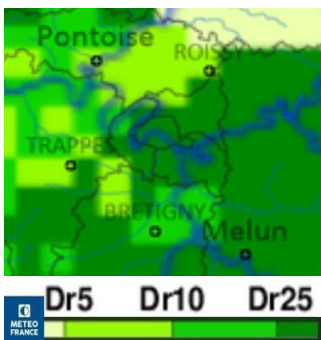 Pontoise
ROISSY
TRAPPES
BRETIGNY
Melun
Dr5 Dr10 Dr25
METEO
FRANCE